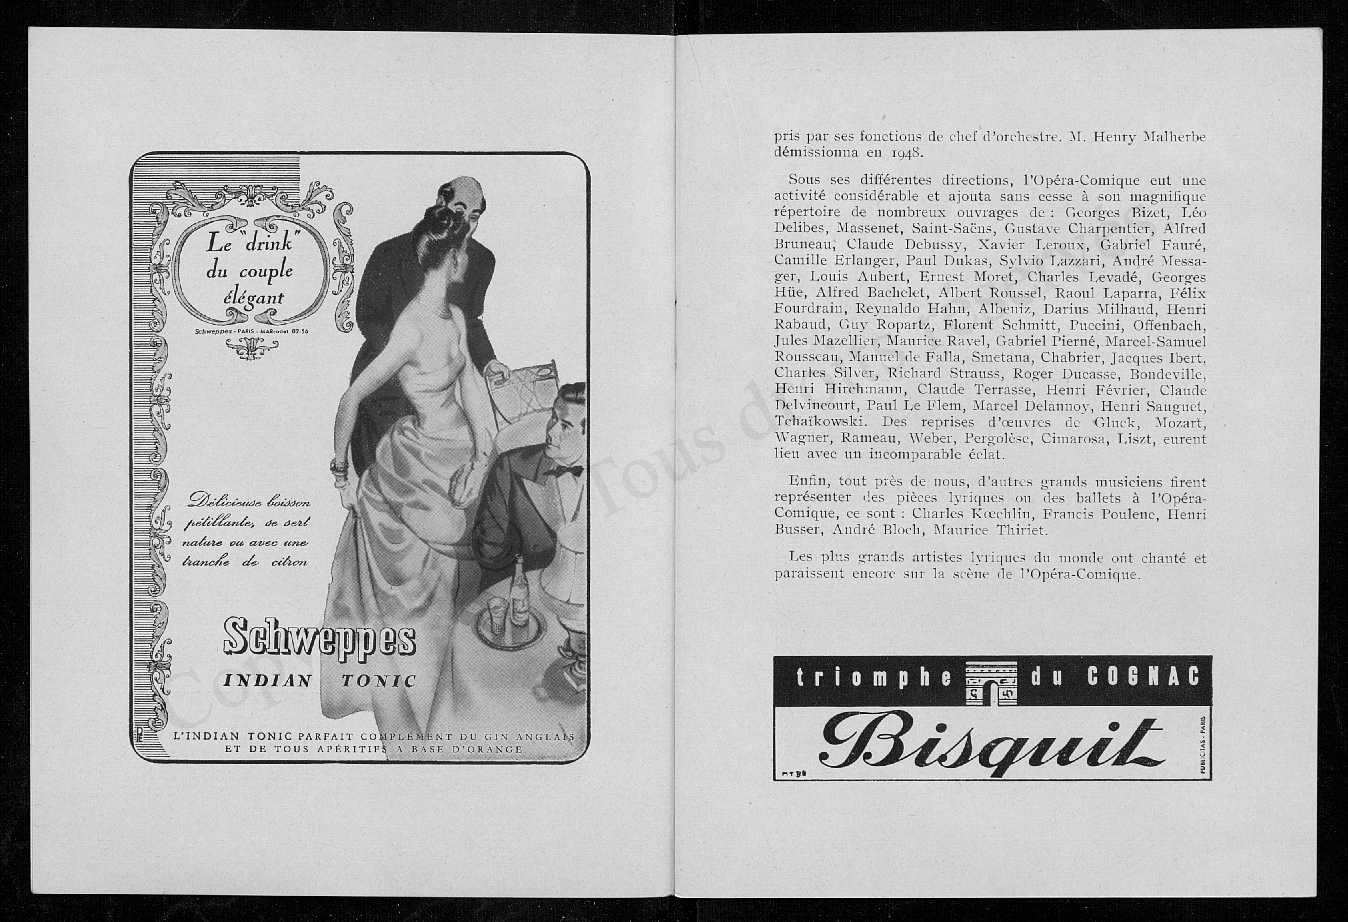 Le "drink"
du couple
élégant
Schweppes - PARIS - MARcadet 09-56
Délicieuse boisson
pétillante, se sert
nature ou avec une
tranche de citron
Schweppes
INDIAN TONIC
L'INDIAN TONIC PARFAIT COMPLÉMENT DU GIN ANGLAIS
ET DE TOUS APÉRITIFS A BASE D'ORANGE
pris par ses fonctions de chef d'orchestre. M. Henry Malherbe
démissionna en 1948.
Sous ses différentes directions, l'Opéra-Comique eut une
activité considérable et ajouta sans cesse à son magnifique
répertoire de nombreux ouvrages de : Georges Bizet, Léo
Delibes, Massenet, Saint-Saëns, Gustave Charpentier, Alfred
Bruneau, Claude Debussy, Xavier Leroux, Gabriel Fauré,
Camille Erlanger, Paul Dukas, Sylvio Lazzari, André Messa-
ger, Louis Aubert, Ernest Moret, Charles Levadé, Georges
Hüe, Alfred Bachelet, Albert Roussel, Raoul Laparra, Félix
Fourdrain, Reynaldo Hahn, Albeniz, Darius Milhaud, Henri
Rabaud, Guy Ropartz, Florent Schmitt, Puccini, Offenbach,
Jules Mazellier, Maurice Ravel, Gabriel Pierné, Marcel-Samuel
Rousseau, Manuel de Falla, Smetana, Chabrier, Jacques Ibert,
Charles Silver, Richard Strauss, Roger Ducasse, Bondeville,
Henri Hirchmann, Claude Terrasse, Henri Février, Claude
Delvincourt, Paul Le Flem, Marcel Delannoy, Henri Sauguet,
Tchaïkowski. Des reprises d'œuvres de Gluck, Mozart,
Wagner, Rameau, Weber, Pergolèse, Cimarosa, Liszt, eurent
lieu avec un incomparable éclat.
Enfin, tout près de nous, d'autres grands musiciens firent
représenter des pièces lyriques ou des ballets à l'Opéra-
Comique, ce sont : Charles Kœchlin, Francis Poulenc, Henri
Busser, André Bloch, Maurice Thiriet.
Les plus grands artistes lyriques du monde ont chanté et
paraissent encore sur la scène de l'Opéra-Comique.
triomphe du COGNAC
Bisquit
PUBLICITAS - PARIS
Tous d